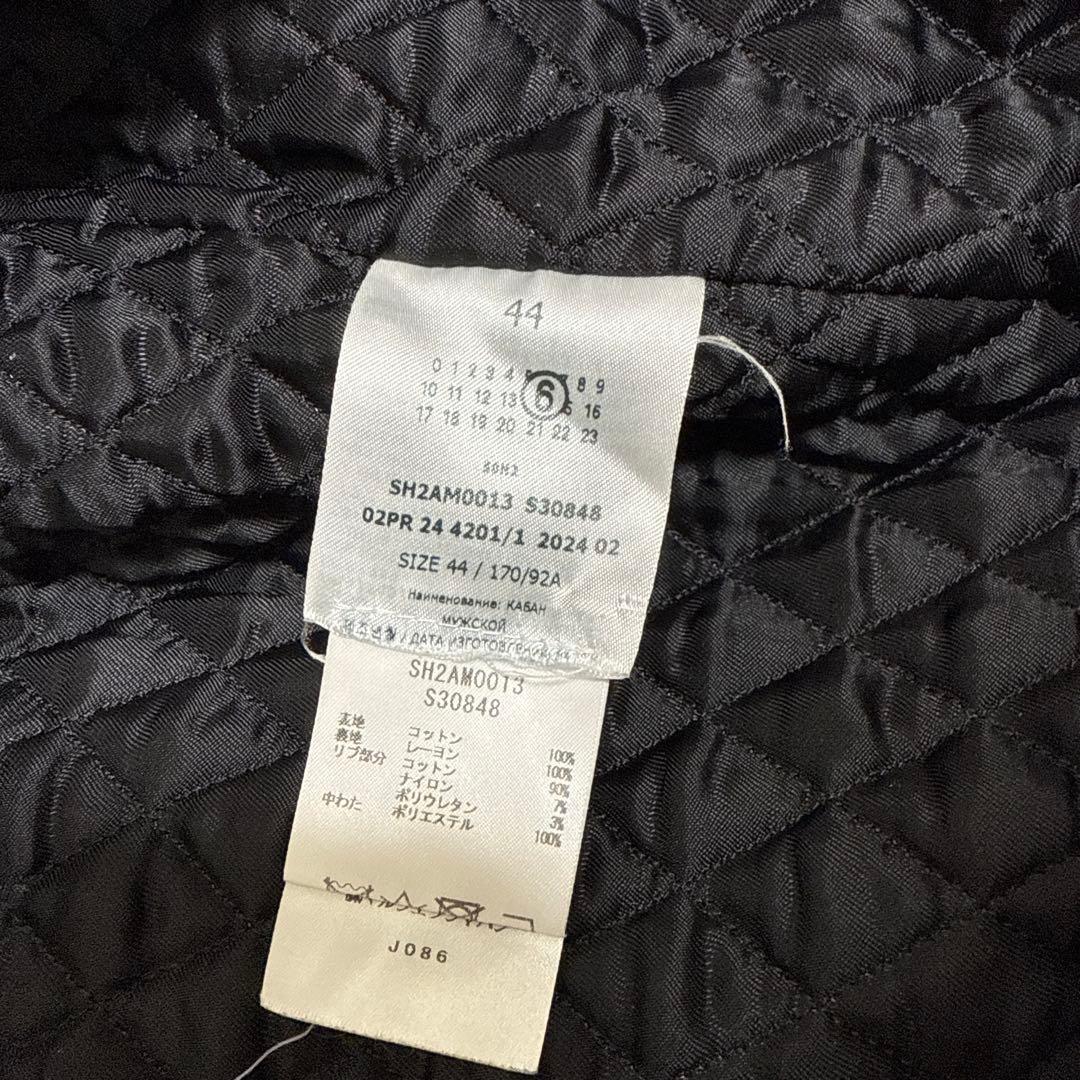 44
0 1 2 3 4 8 9
10 11 12 13 6 16
17 18 19 20 21 22 23
SH2AM0013 S30848
02PR 24 4201/1 2024 02
SIZE 44 / 170/92A
Наименование: КАБАН
МУЖСКОЙ
/ ДАТА ИЗГОТОВЛЕНИЯ
SH2AM0013
S30848
表地 コットン 100%
裏地 レーヨン 100%
リブ部分 コットン 90%
ナイロン 7%
ポリウレタン 3%
中わた ポリエステル 100%
J086